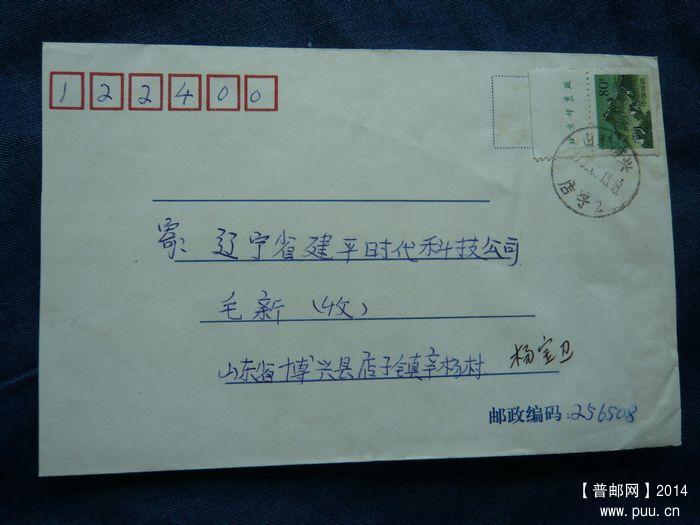 122400
80
寄: 辽宁省建平时代科技公司
毛新(收)
山东省博兴县店子镇辛杨村 杨宝卫
邮政编码:256508
【普邮网】2014
www.puu.cn